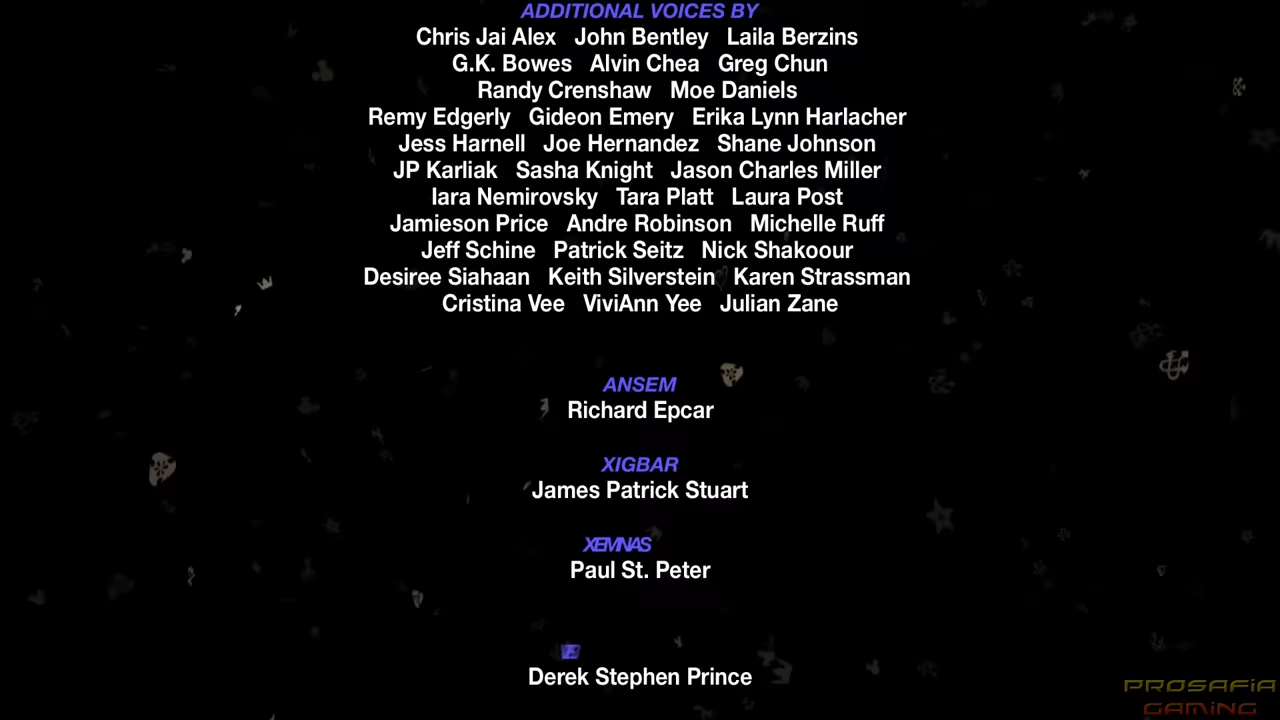 ADDITIONAL VOICES BY
Chris Jai Alex John Bentley Laila Berzins
G.K. Bowes Alvin Chea Greg Chun
Randy Crenshaw Moe Daniels
Remy Edgerly Gideon Emery Erika Lynn Harlacher
Jess Harnell Joe Hernandez Shane Johnson
JP Karliak Sasha Knight Jason Charles Miller
Iara Nemirovsky Tara Platt Laura Post
Jamieson Price Andre Robinson Michelle Ruff
Jeff Schine Patrick Seitz Nick Shakoour
Desiree Siahaan Keith Silverstein Karen Strassman
Cristina Vee ViviAnn Yee Julian Zane
ANSEM
Richard Epcar
XIGBAR
James Patrick Stuart
XEMNAS
Paul St. Peter
Derek Stephen Prince
PROSAFIA
GAMING